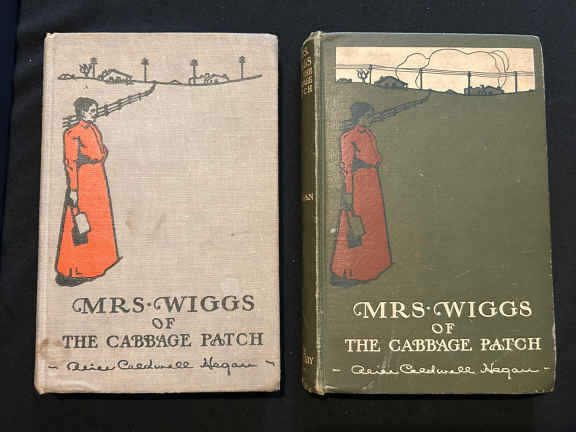 MRS·WIGGS
OF
THE CABBAGE PATCH
- Alice Caldwell Hegan -
MRS·WIGGS
OF
THE CABBAGE PATCH
- Alice Caldwell Hegan -